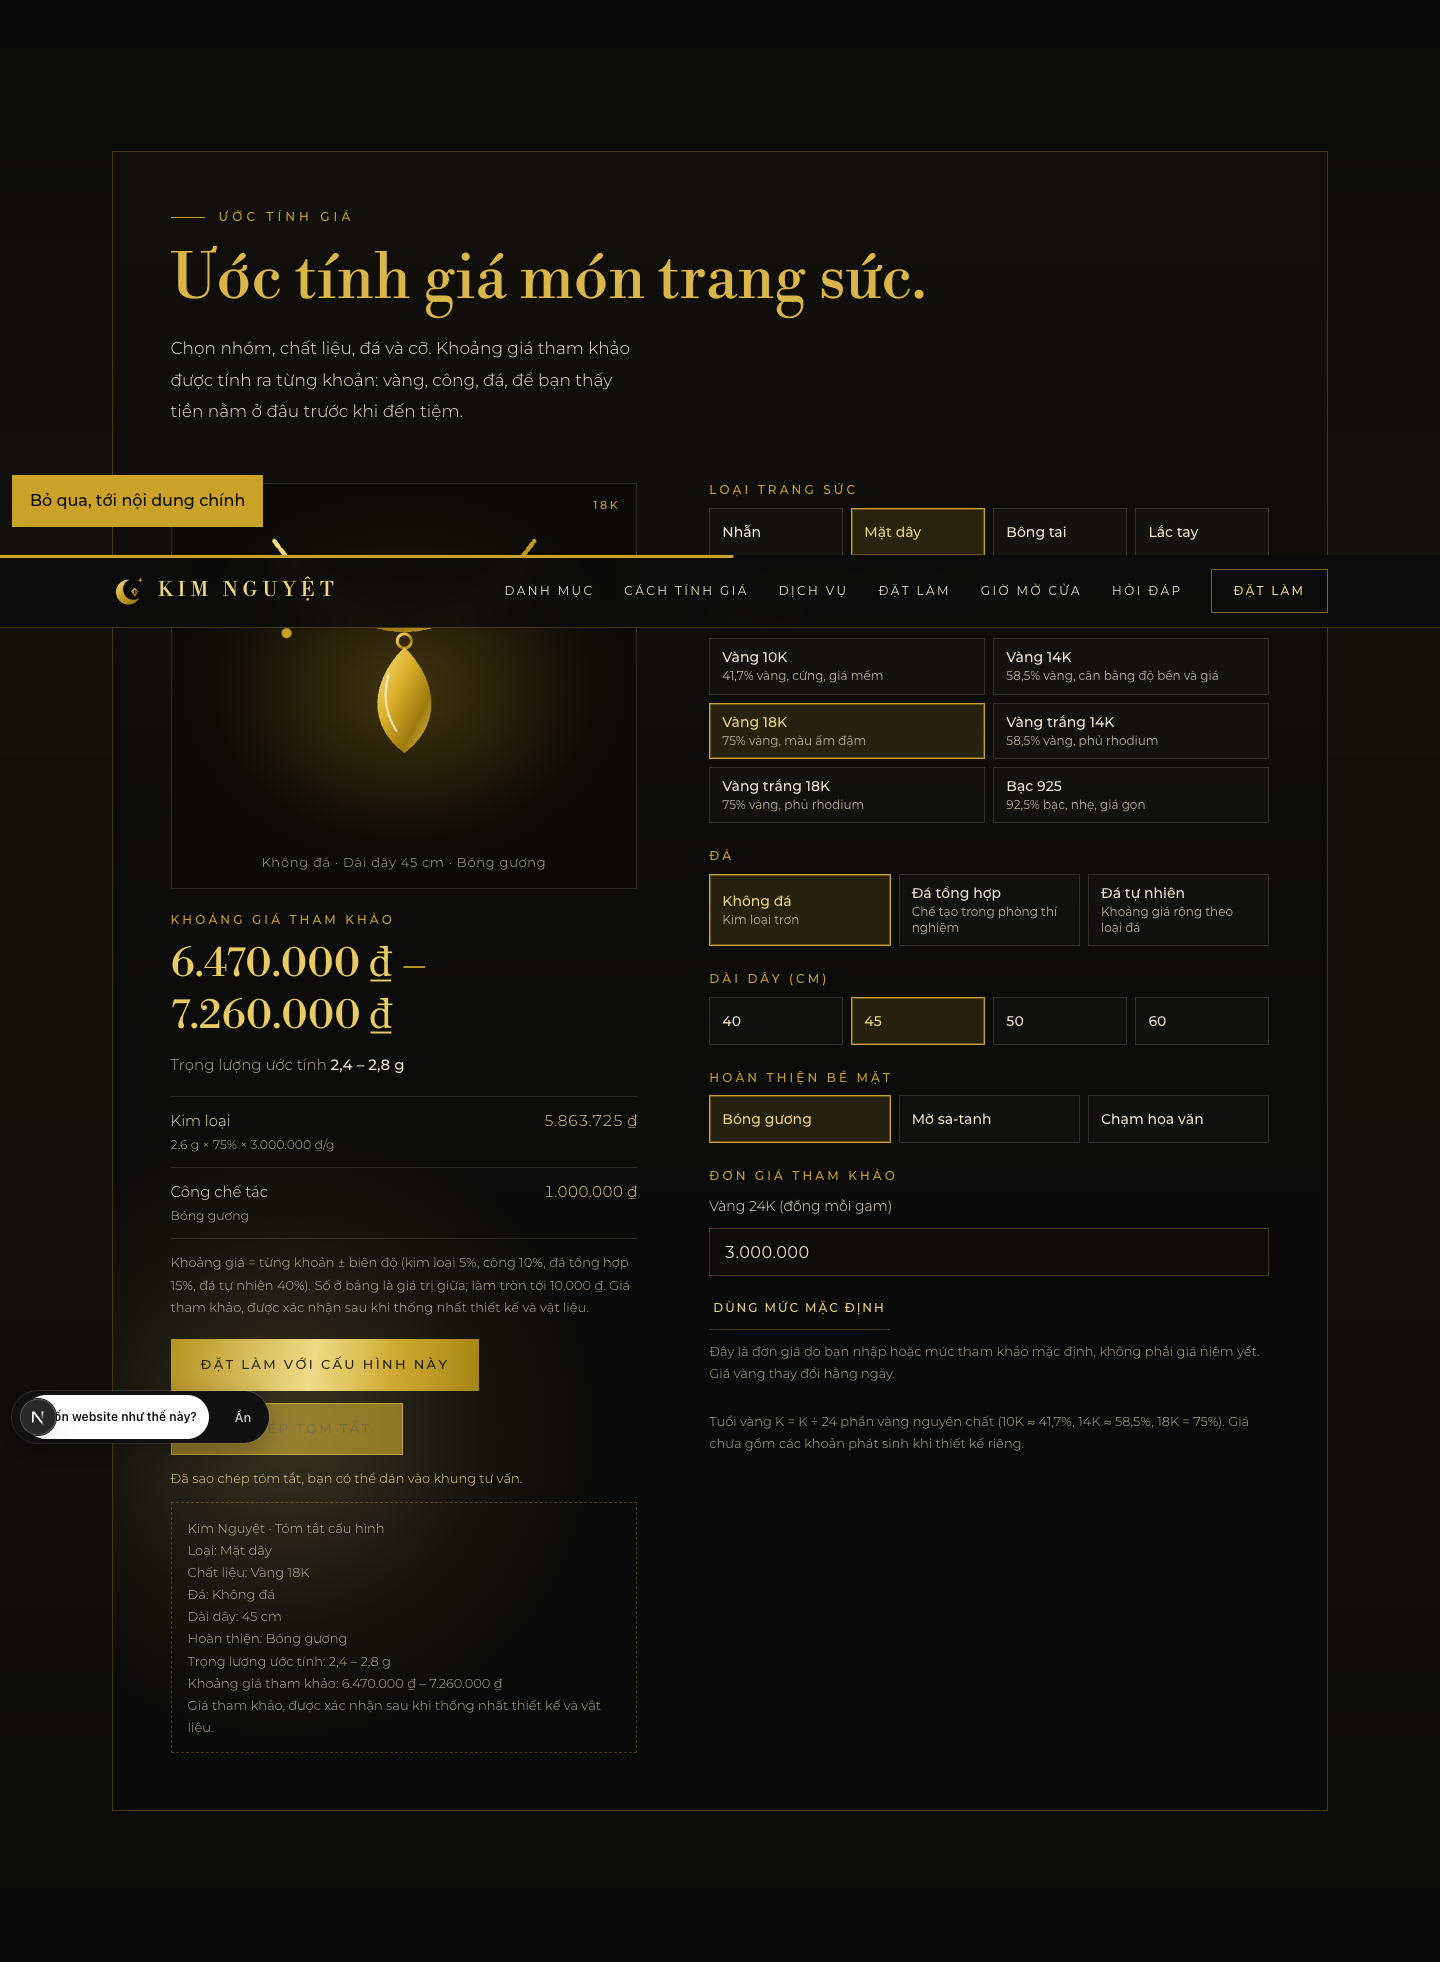 ƯỚC TÍNH GIÁ
Ước tính giá món trang sức.
Chọn nhóm, chất liệu, đá và cỡ. Khoảng giá tham khảo
được tính ra từng khoản: vàng, công, đá, để bạn thấy
tiền nằm ở đâu trước khi đến tiệm.
Bỏ qua, tới nội dung chính
18K
LOẠI TRANG SỨC
Nhẫn
Mặt dây
Bông tai
Lắc tay
KIM NGUYỆT
DANH MỤC
CÁCH TÍNH GIÁ
DỊCH VỤ
ĐẶT LÀM
GIỜ MỞ CỬA
HỎI ĐÁP
ĐẶT LÀM
Không đá · Dài dây 45 cm · Bóng gương
KHOẢNG GIÁ THAM KHẢO
6.470.000 ₫ –
7.260.000 ₫
Trọng lượng ước tính 2,4 – 2,8 g
Kim loại
5.863.725 ₫
2,6 g × 75% × 3.000.000 ₫/g
Công chế tác
1.000.000 ₫
Bóng gương
Khoảng giá = từng khoản ± biên độ (kim loại 5%, công 10%, đá tổng hợp
15%, đá tự nhiên 40%). Số ở bảng là giá trị giữa; làm tròn tới 10.000 ₫. Giá
tham khảo, được xác nhận sau khi thống nhất thiết kế và vật liệu.
ĐẶT LÀM VỚI CẤU HÌNH NÀY
website như thế này?
Ẩn
TÓM TẮT
Đã sao chép tóm tắt, bạn có thể dán vào khung tư vấn.
Kim Nguyệt · Tóm tắt cấu hình
Loại: Mặt dây
Chất liệu: Vàng 18K
Đá: Không đá
Dài dây: 45 cm
Hoàn thiện: Bóng gương
Trọng lượng ước tính: 2,4 – 2,8 g
Khoảng giá tham khảo: 6.470.000 ₫ – 7.260.000 ₫
Giá tham khảo, được xác nhận sau khi thống nhất thiết kế và vật
liệu.
Vàng 10K
41,7% vàng, cứng, giá mềm
Vàng 14K
58,5% vàng, cân bằng độ bền và giá
Vàng 18K
75% vàng, màu ấm đậm
Vàng trắng 14K
58,5% vàng, phủ rhodium
Vàng trắng 18K
75% vàng, phủ rhodium
Bạc 925
92,5% bạc, nhẹ, giá gọn
ĐÁ
Không đá
Kim loại trơn
Đá tổng hợp
Chế tạo trong phòng thí
nghiệm
Đá tự nhiên
Khoảng giá rộng theo
loại đá
DÀI DÂY (CM)
40
45
50
60
HOÀN THIỆN BỀ MẶT
Bóng gương
Mờ sa-tanh
Chạm hoa văn
ĐƠN GIÁ THAM KHẢO
Vàng 24K (đồng mỗi gam)
3.000.000
DÙNG MỨC MẶC ĐỊNH
Đây là đơn giá do bạn nhập hoặc mức tham khảo mặc định, không phải giá niêm yết.
Giá vàng thay đổi hằng ngày.
Tuổi vàng K = K ÷ 24 phần vàng nguyên chất (10K ≈ 41,7%, 14K ≈ 58,5%, 18K = 75%). Giá
chưa gồm các khoản phát sinh khi thiết kế riêng.